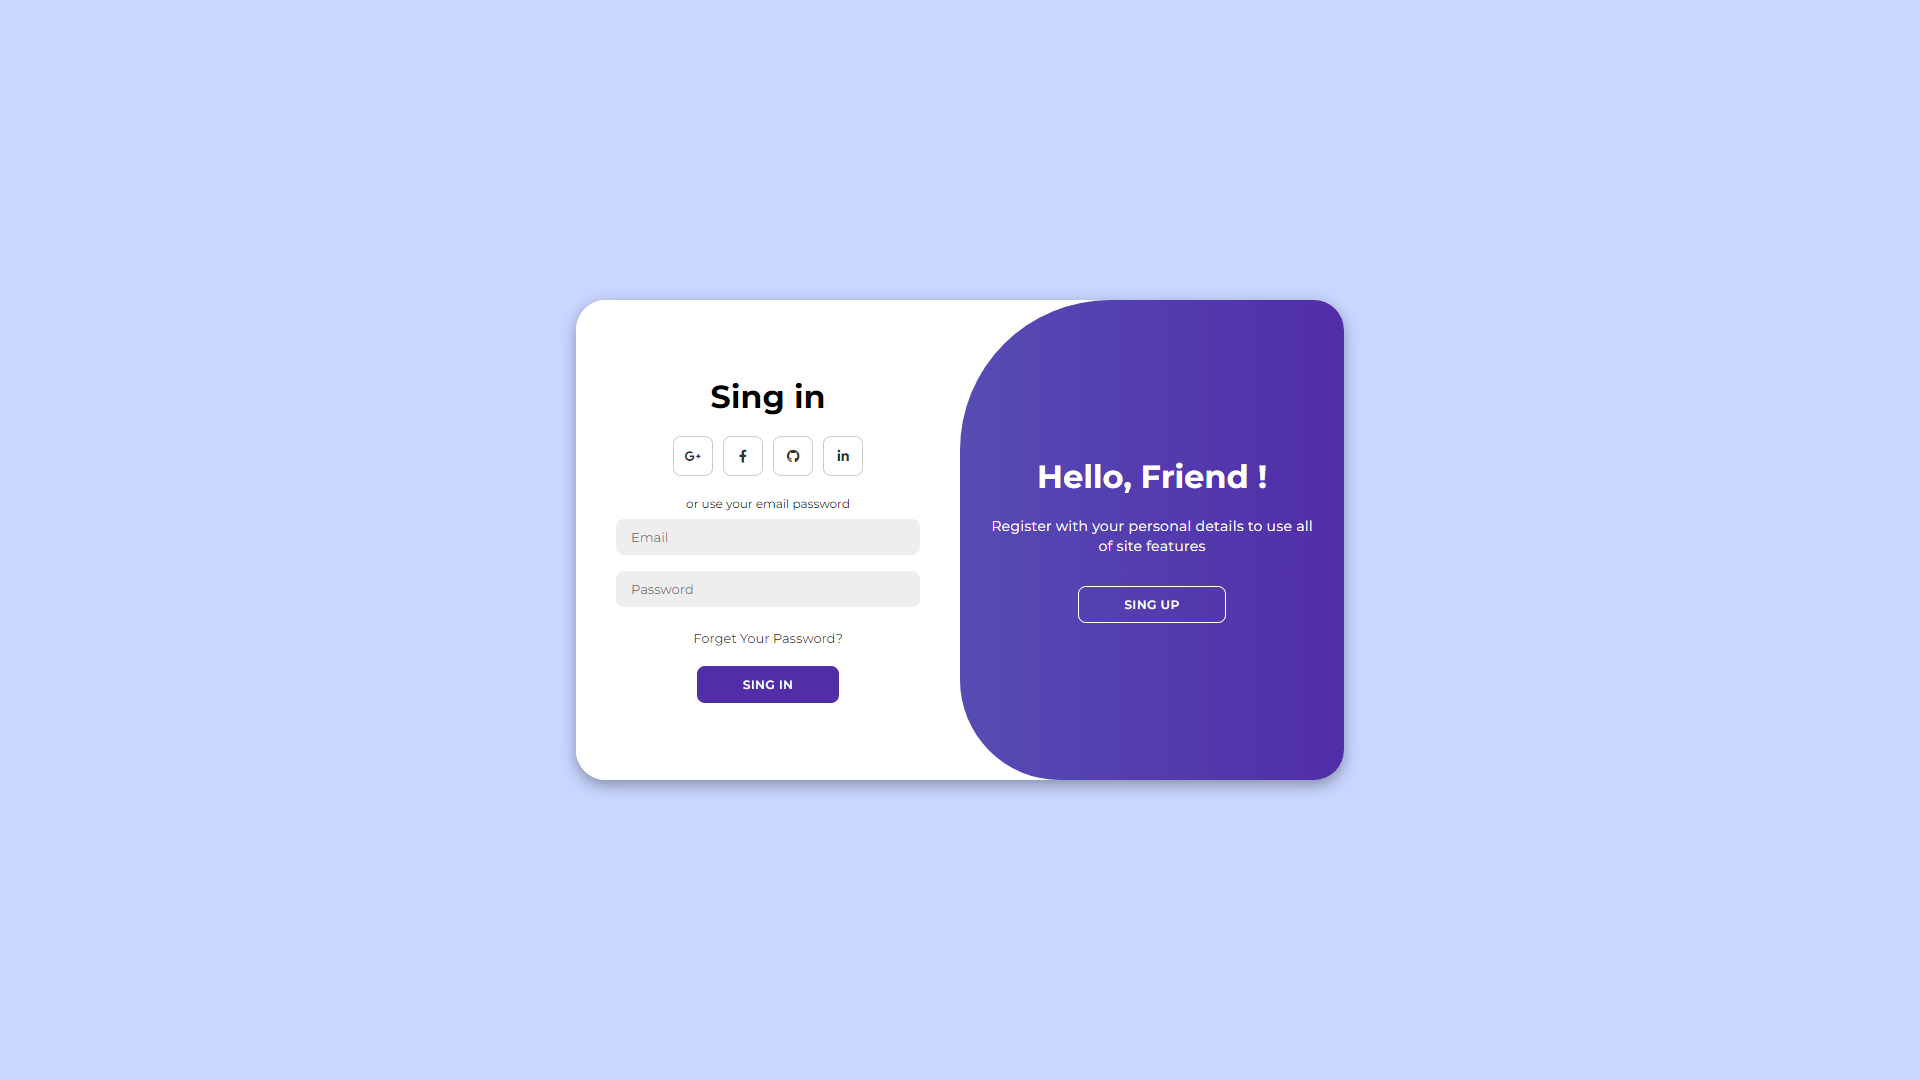 Sing in
G+
f
in
or use your email password
Email
Password
Forget Your Password?
SING IN
Hello, Friend !
Register with your personal details to use all
of site features
SING UP